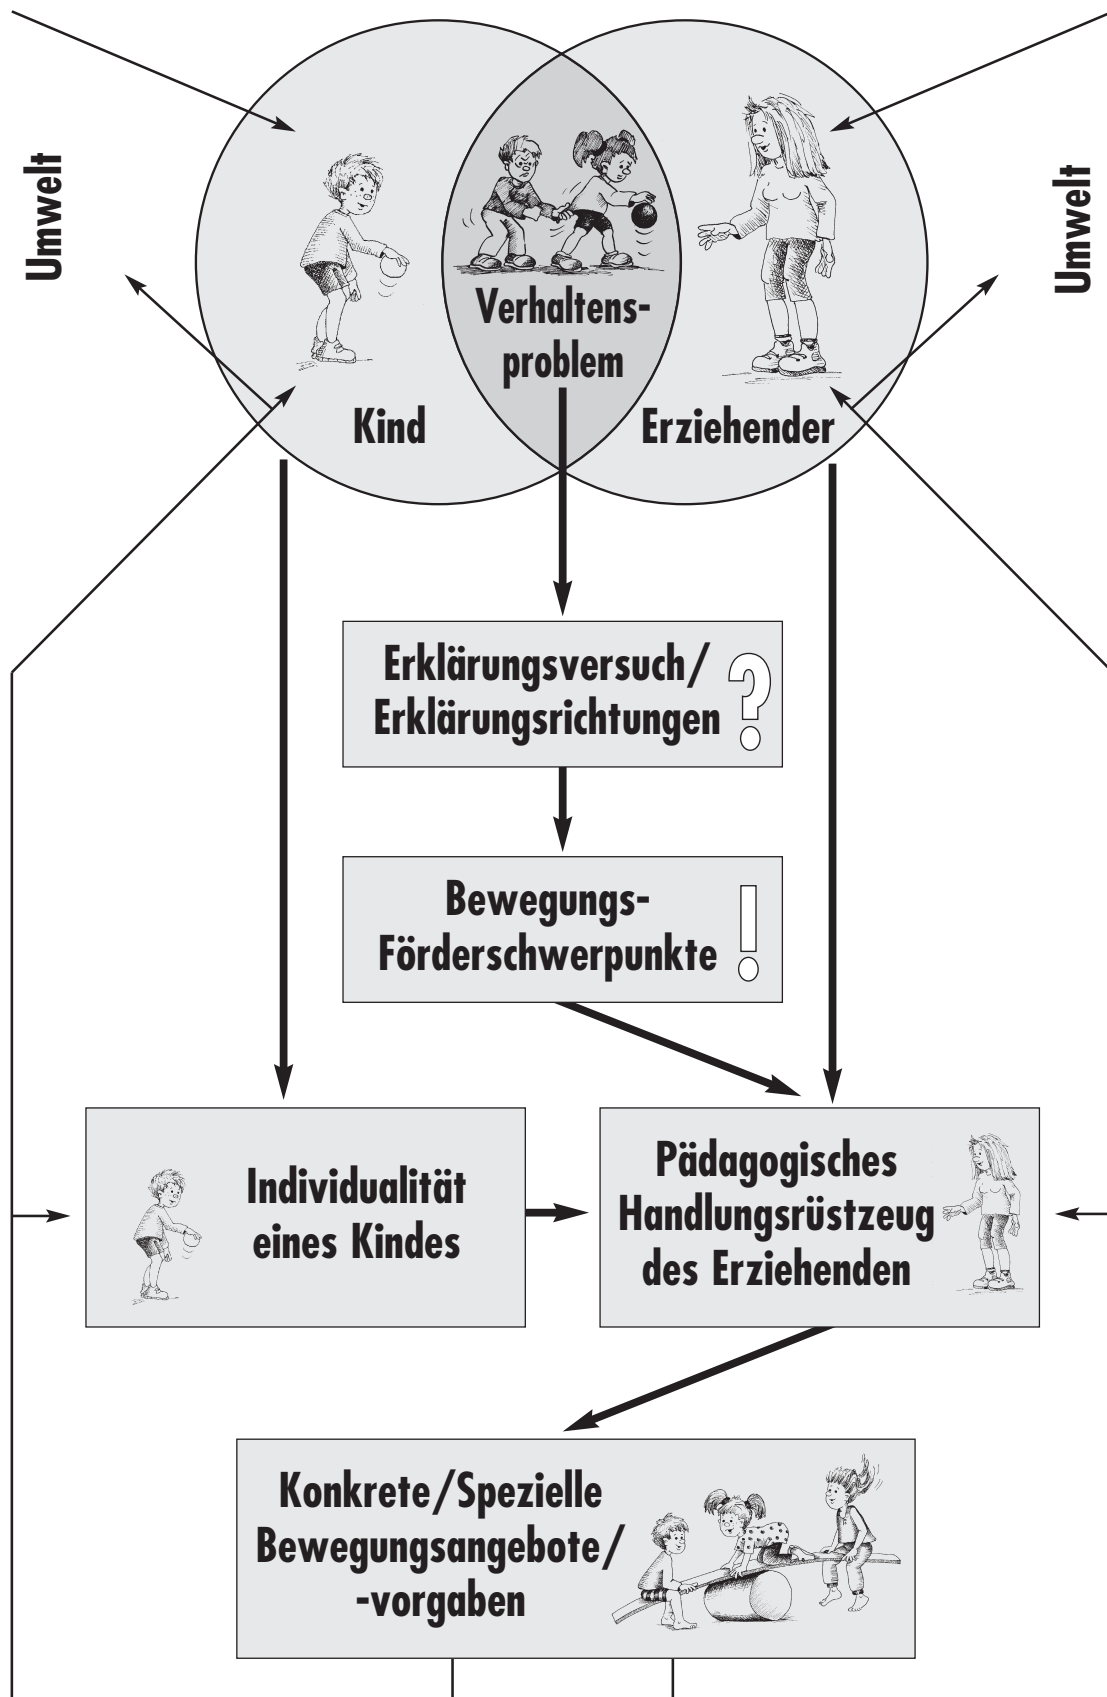 Umwelt
Umwelt
Verhaltens-
problem
Kind
Erziehender
Erklärungsversuch/
Erklärungsrichtungen
?
Bewegungs-
Förderschwerpunkte
!
Individualität
eines Kindes
Pädagogisches
Handlungsrüstzeug
des Erziehenden
Konkrete/Spezielle
Bewegungsangebote/
-vorgaben